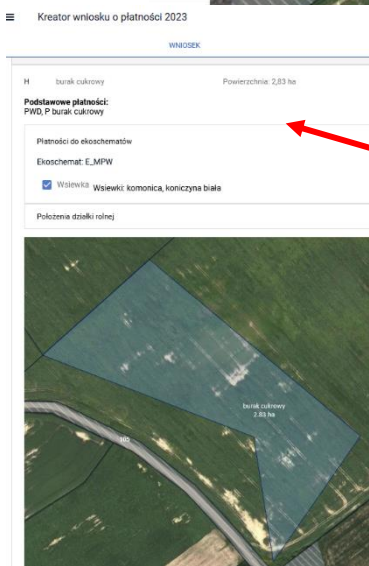 Kreator wniosku o płatności 2023
WNIOSEK
H burak cukrowy Powierzchnia: 2,83 ha
Podstawowe płatności:
PWD, P burak cukrowy
Płatności do ekoschematów
Ekoschemat: E_MPW
Wsiewka Wsiewki: komonica, koniczyna biała
Położenia działki rolnej
burak cukrowy
2.83 ha
105